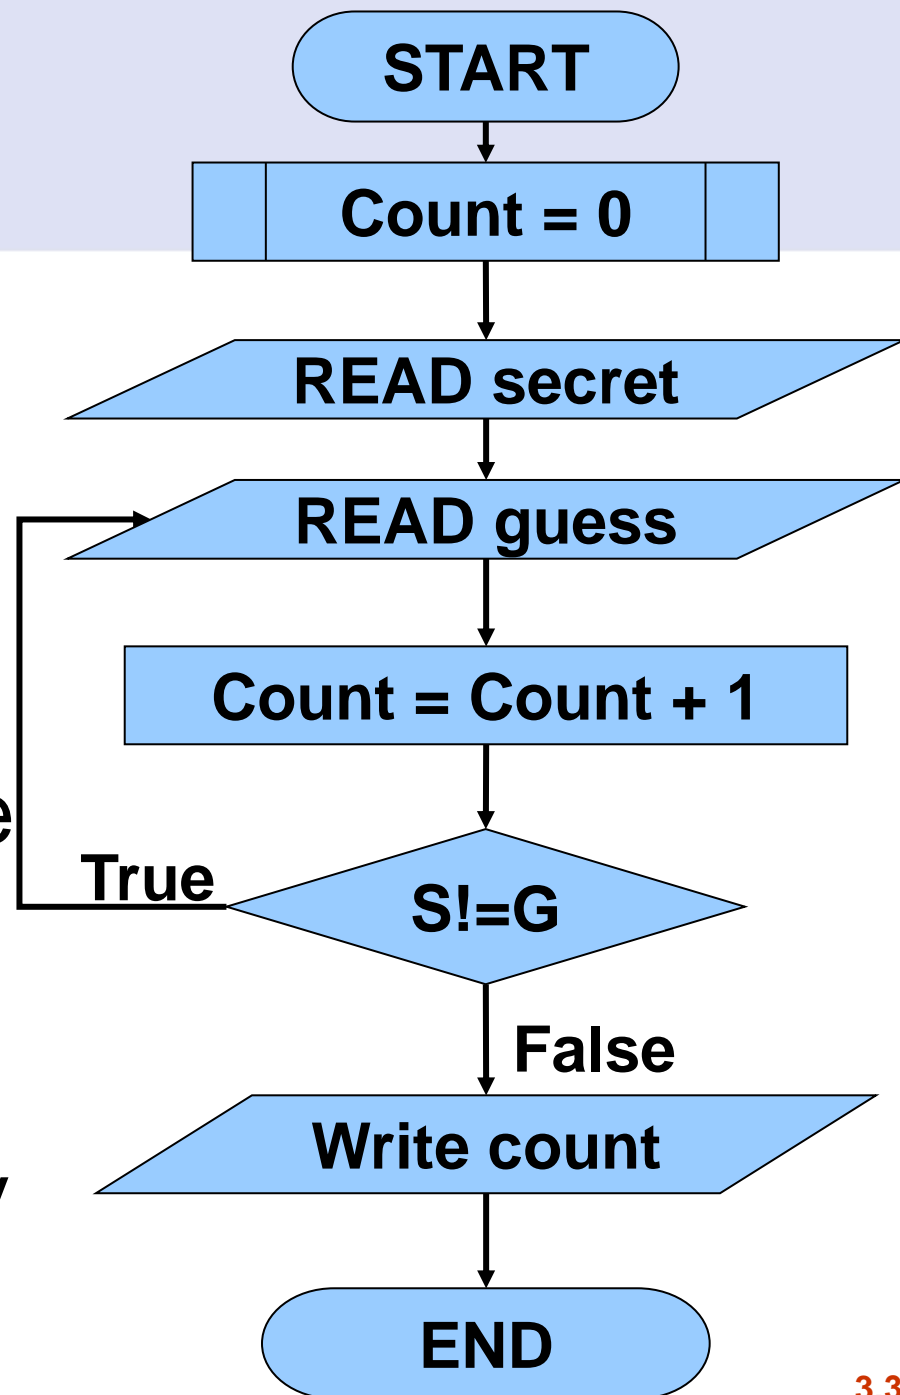 START
Count = 0
READ secret
READ guess
Count = Count + 1
True
S!=G
False
Write count
END